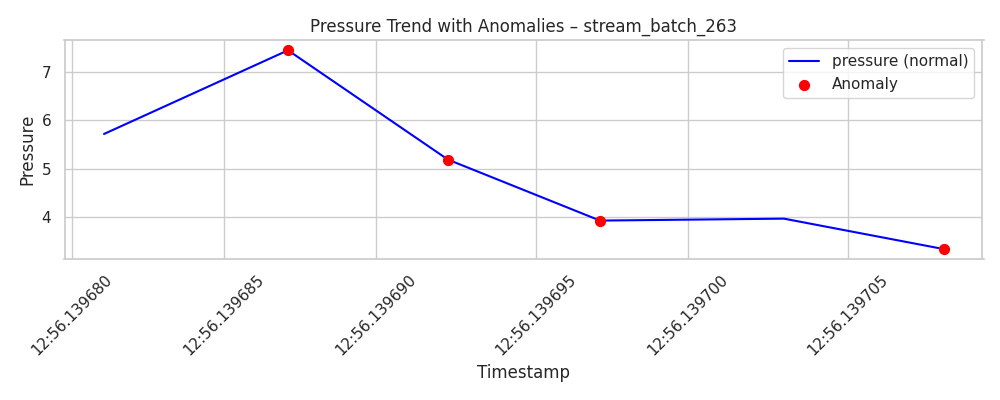 Pressure Trend with Anomalies – stream_batch_263
pressure (normal)
Anomaly
Pressure
7
6
5
4
12:56.139680
12:56.139685
12:56.139690
12:56.139695
12:56.139700
12:56.139705
Timestamp